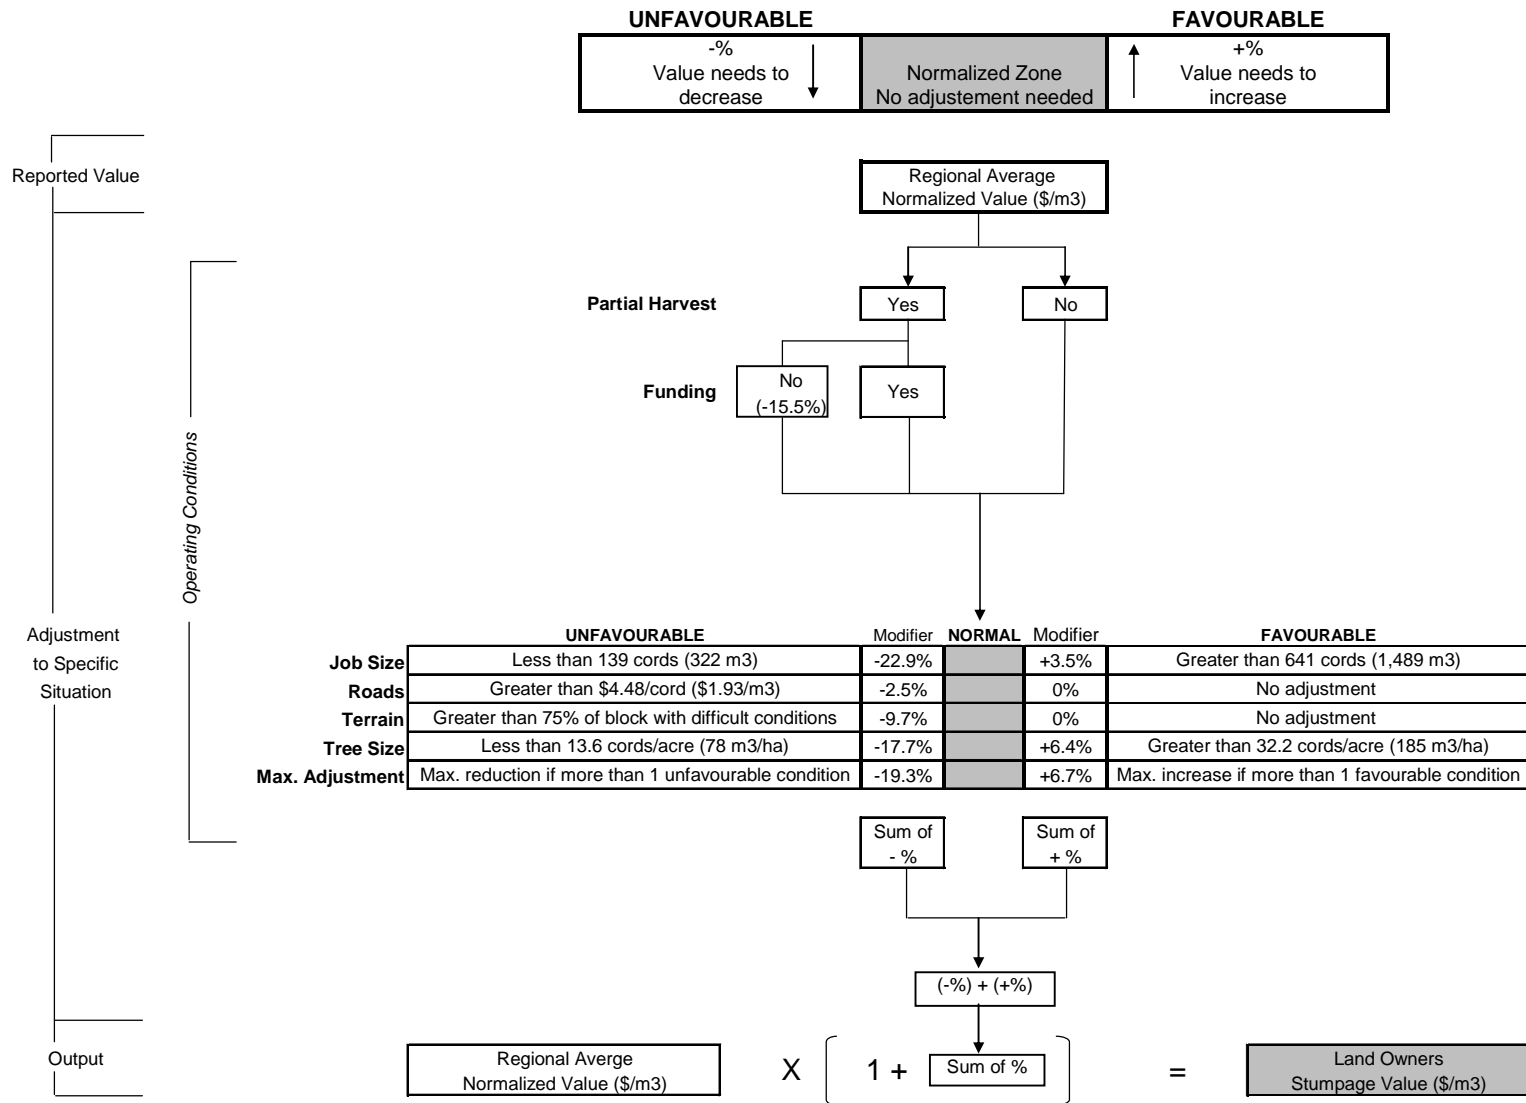 UNFAVOURABLE FAVOURABLE
-% +%
Value needs to Normalized Zone Value needs to
decrease No adjustement needed increase
Reported Value
Regional Average
Normalized Value ($/m3)
Partial Harvest Yes No
Funding No Yes
(-15.5%)
Operating Conditions
Adjustment
to Specific
Situation
UNFAVOURABLE Modifier NORMAL Modifier FAVOURABLE
Job Size Less than 139 cords (322 m3) -22.9% +3.5% Greater than 641 cords (1,489 m3)
Roads Greater than $4.48/cord ($1.93/m3) -2.5% 0% No adjustment
Terrain Greater than 75% of block with difficult conditions -9.7% 0% No adjustment
Tree Size Less than 13.6 cords/acre (78 m3/ha) -17.7% +6.4% Greater than 32.2 cords/acre (185 m3/ha)
Max. Adjustment Max. reduction if more than 1 unfavourable condition -19.3% +6.7% Max. increase if more than 1 favourable condition
Sum of Sum of
- % + %
(-%) + (+%)
Output
Regional Averge X 1 + Sum of % = Land Owners
Normalized Value ($/m3) Stumpage Value ($/m3)